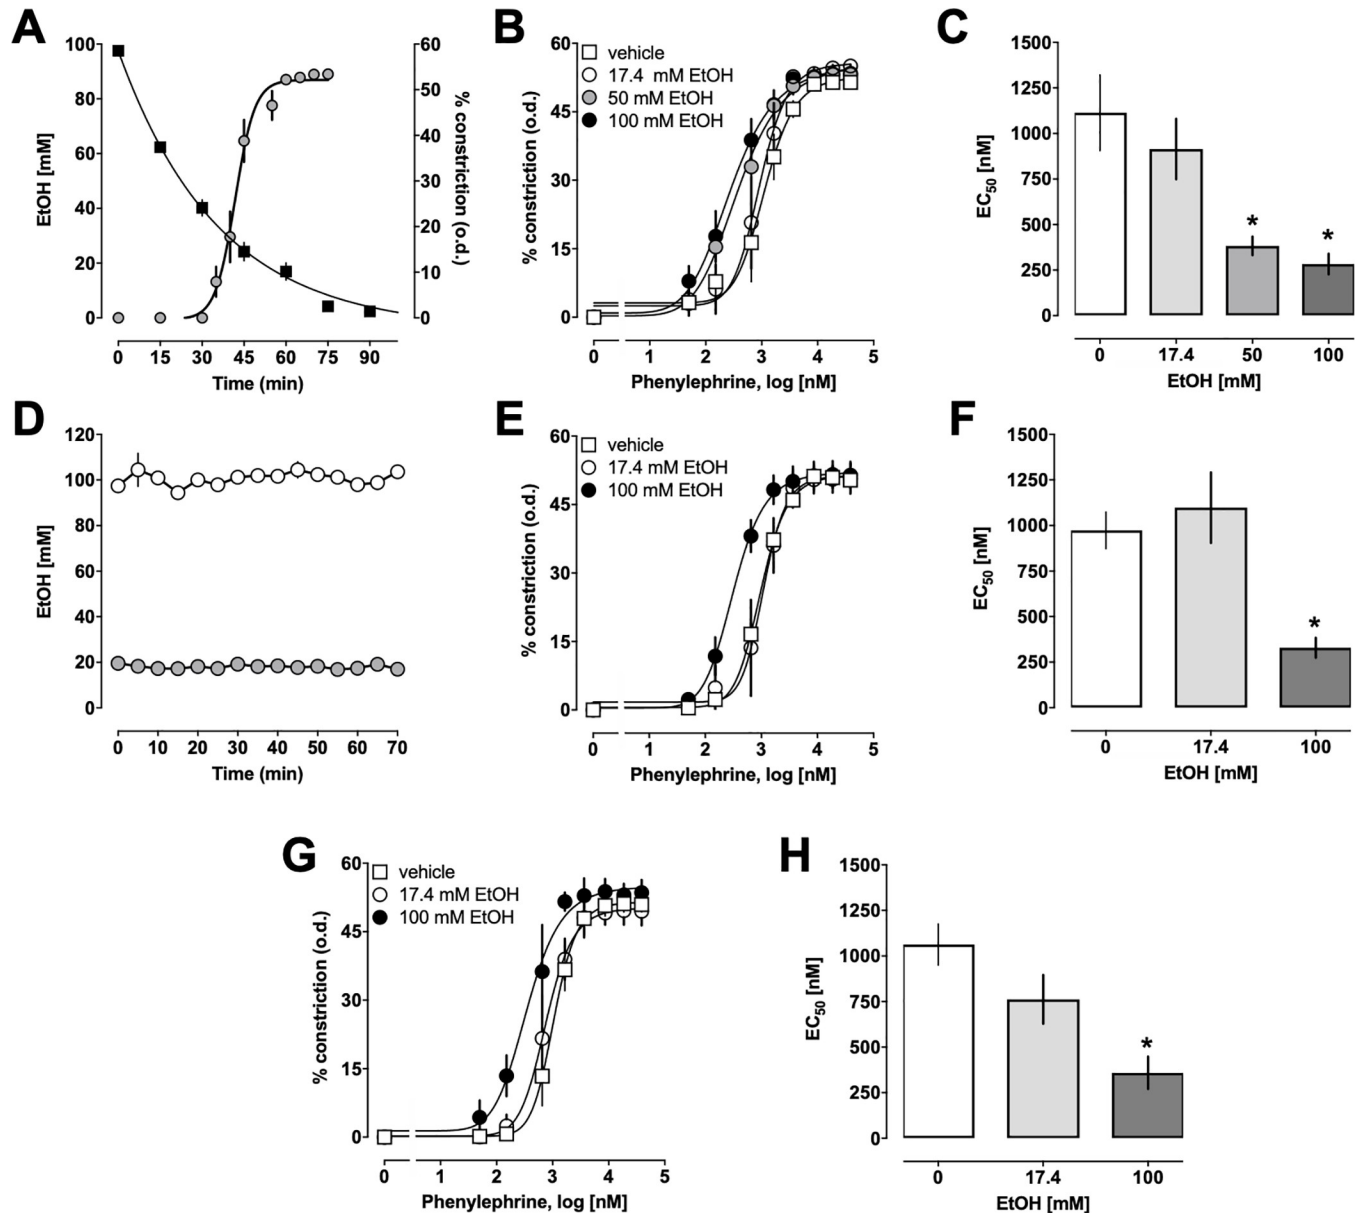 A
100
80
60
40
20
0
EtOH [mM]
60
50
40
30
20
10
0
% constriction (o.d.)
0 15 30 45 60 75 90
Time (min)
B
60
45
30
15
0
% constriction (o.d.)
vehicle
17.4 mM EtOH
50 mM EtOH
100 mM EtOH
0 1 2 3 4 5
Phenylephrine, log [nM]
C
1500
1250
1000
750
500
250
0
EC50 [nM]
* *
0 17.4 50 100
EtOH [mM]
D
120
100
80
60
40
20
0
EtOH [mM]
0 10 20 30 40 50 60 70
Time (min)
E
60
45
30
15
0
% constriction (o.d.)
vehicle
17.4 mM EtOH
100 mM EtOH
0 1 2 3 4 5
Phenylephrine, log [nM]
F
1500
1250
1000
750
500
250
0
EC50 [nM]
*
0 17.4 100
EtOH [mM]
G
60
45
30
15
0
% constriction (o.d.)
vehicle
17.4 mM EtOH
100 mM EtOH
0 1 2 3 4 5
Phenylephrine, log [nM]
H
1500
1250
1000
750
500
250
0
EC50 [nM]
*
0 17.4 100
EtOH [mM]